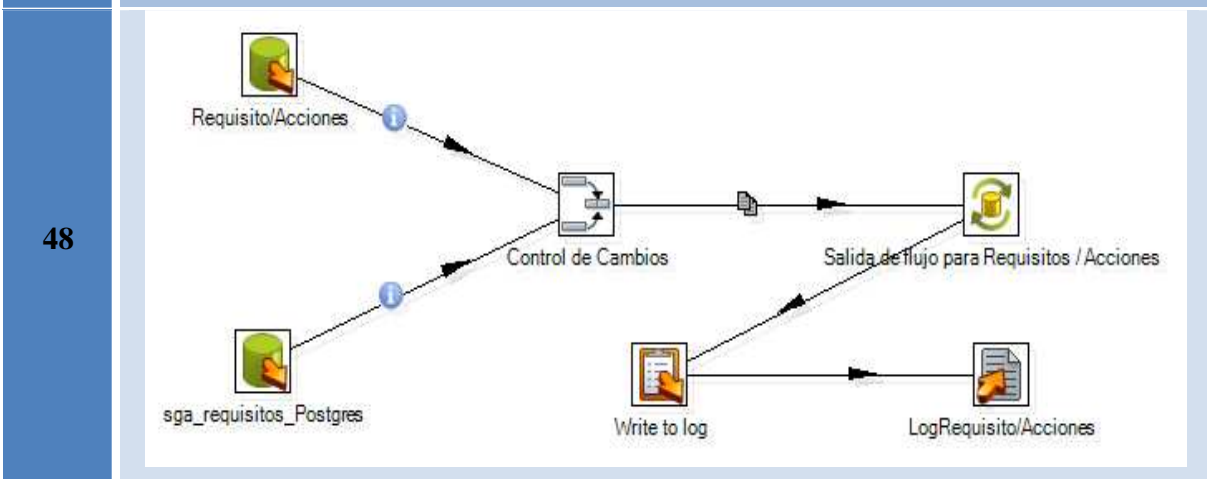 Requisito/Acciones
48
Control de Cambios
Salida de flujo para Requisitos / Acciones
sga_requisitos_Postgres
Write to log
LogRequisito/Acciones